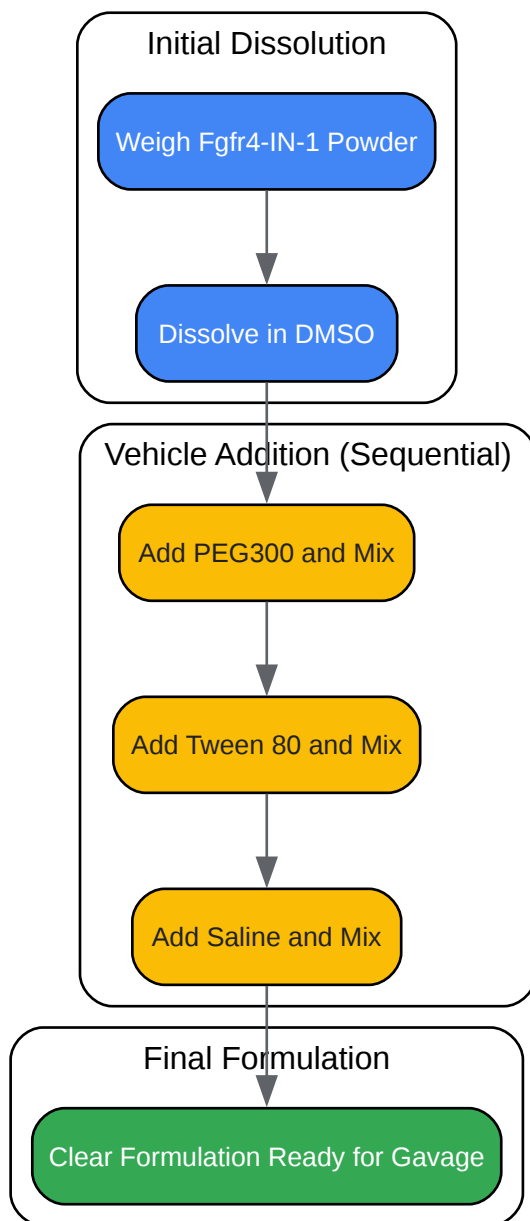 Initial Dissolution
Weigh Fgfr4-IN-1 Powder
Dissolve in DMSO
Vehicle Addition (Sequential)
Add PEG300 and Mix
Add Tween 80 and Mix
Add Saline and Mix
Final Formulation
Clear Formulation Ready for Gavage